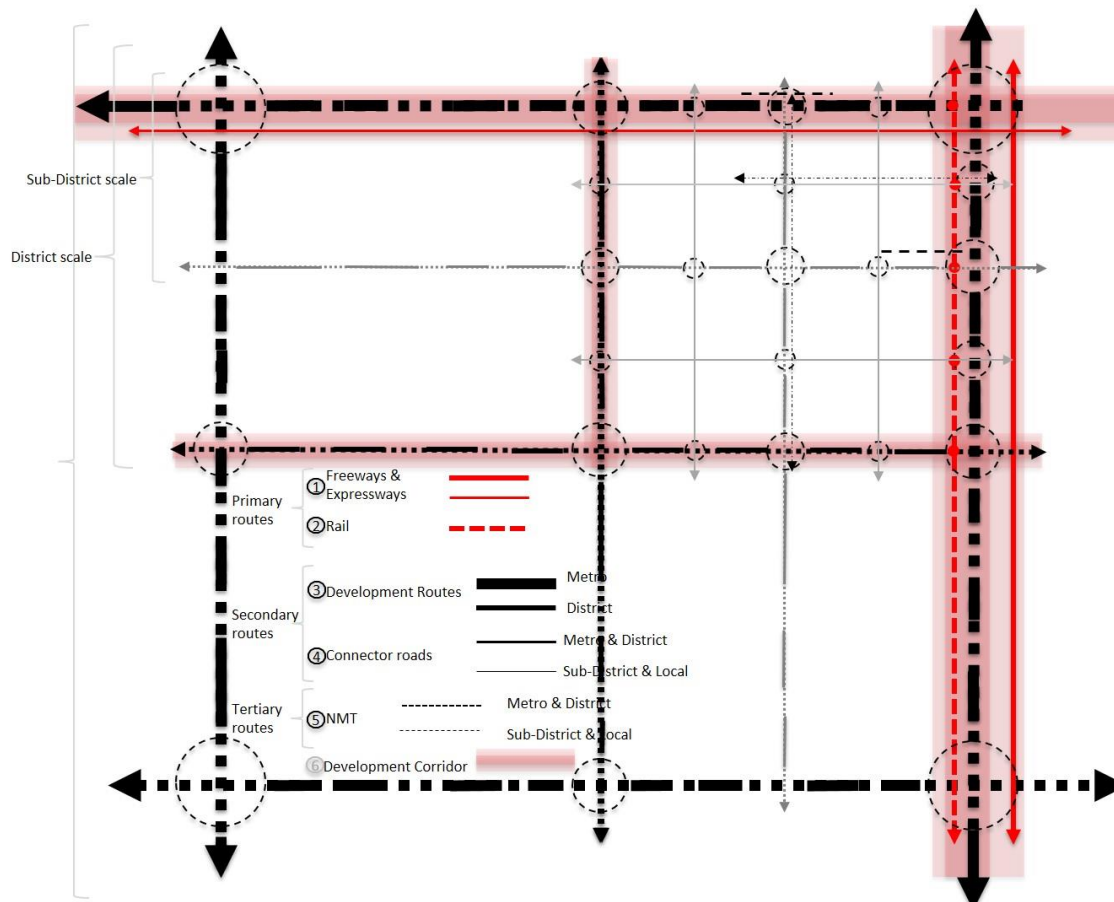 Sub-District scale
District scale
Primary
routes
1 Freeways &
Expressways
2 Rail
Secondary
routes
3 Development Routes
Metro
District
4 Connector roads
Metro & District
Sub-District & Local
Tertiary
routes
5 NMT
Metro & District
Sub-District & Local
6 Development Corridor